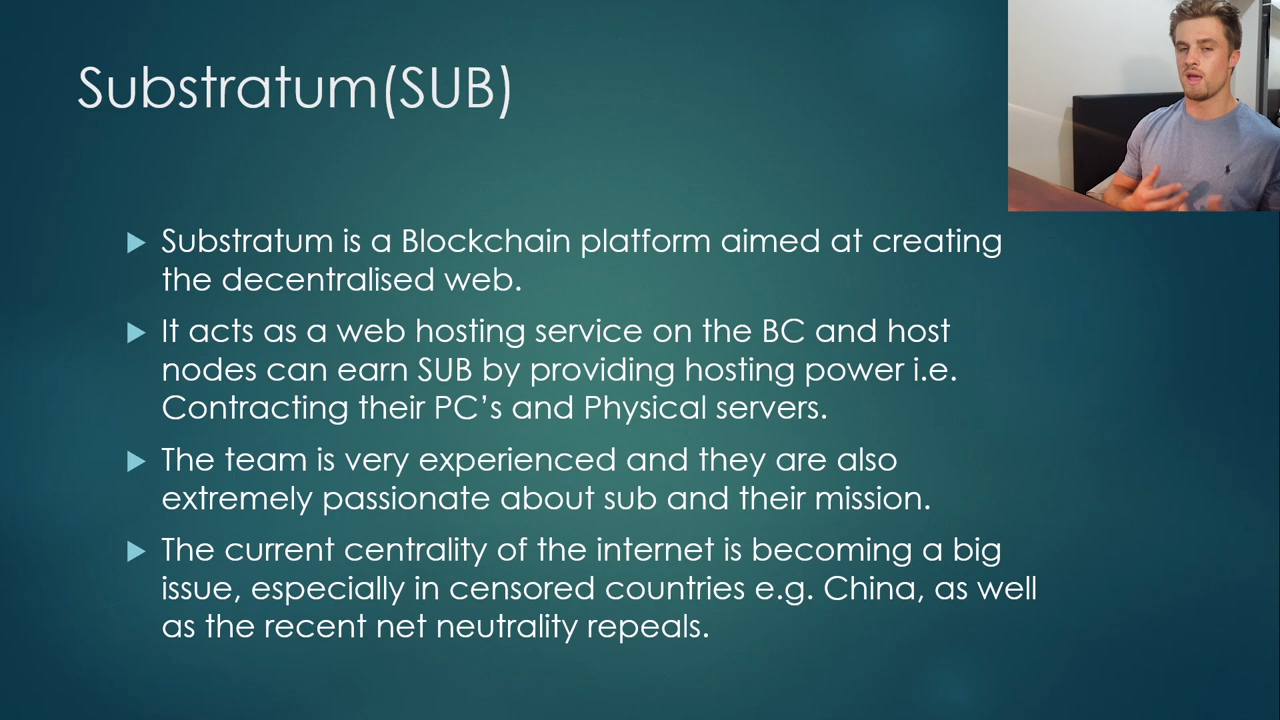 Substratum(SUB)
Substratum is a Blockchain platform aimed at creating
the decentralised web.
It acts as a web hosting service on the BC and host
nodes can earn SUB by providing hosting power i.e.
Contracting their PC’s and Physical servers.
The team is very experienced and they are also
extremely passionate about sub and their mission.
The current centrality of the internet is becoming a big
issue, especially in censored countries e.g. China, as well
as the recent net neutrality repeals.